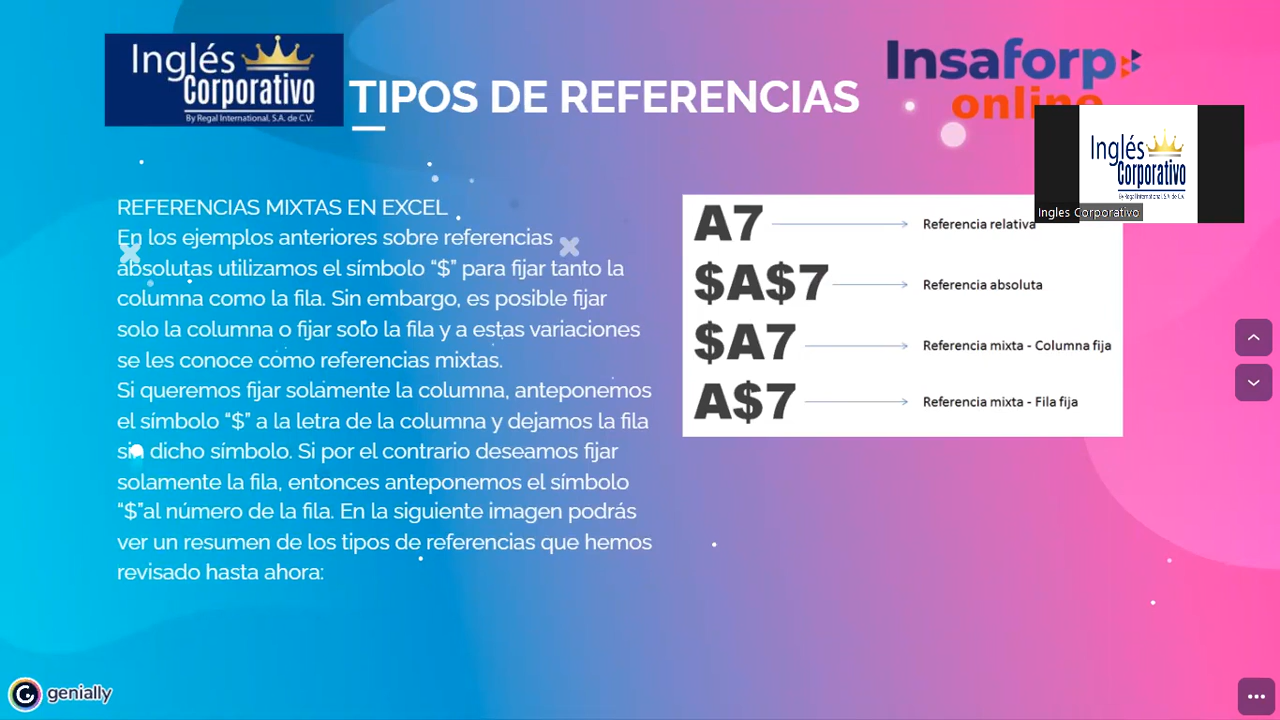 Inglés
Corporativo
By Regal International, S.A. de C.V.
TIPOS DE REFERENCIAS
Insaforp
online
Inglés
Corporativo
By Regal International, S.A. de C.V.
Ingles Corporativo
REFERENCIAS MIXTAS EN EXCEL
En los ejemplos anteriores sobre referencias
absolutas utilizamos el símbolo “$” para fijar tanto la
columna como la fila. Sin embargo, es posible fijar
solo la columna o fijar solo la fila y a estas variaciones
se les conoce como referencias mixtas.
Si queremos fijar solamente la columna, anteponemos
el símbolo “$” a la letra de la columna y dejamos la fila
sin dicho símbolo. Si por el contrario deseamos fijar
solamente la fila, entonces anteponemos el símbolo
“$”al número de la fila. En la siguiente imagen podrás
ver un resumen de los tipos de referencias que hemos
revisado hasta ahora:
A7 Referencia relativa
$A$7 Referencia absoluta
$A7 Referencia mixta - Columna fija
A$7 Referencia mixta - Fila fija
genially